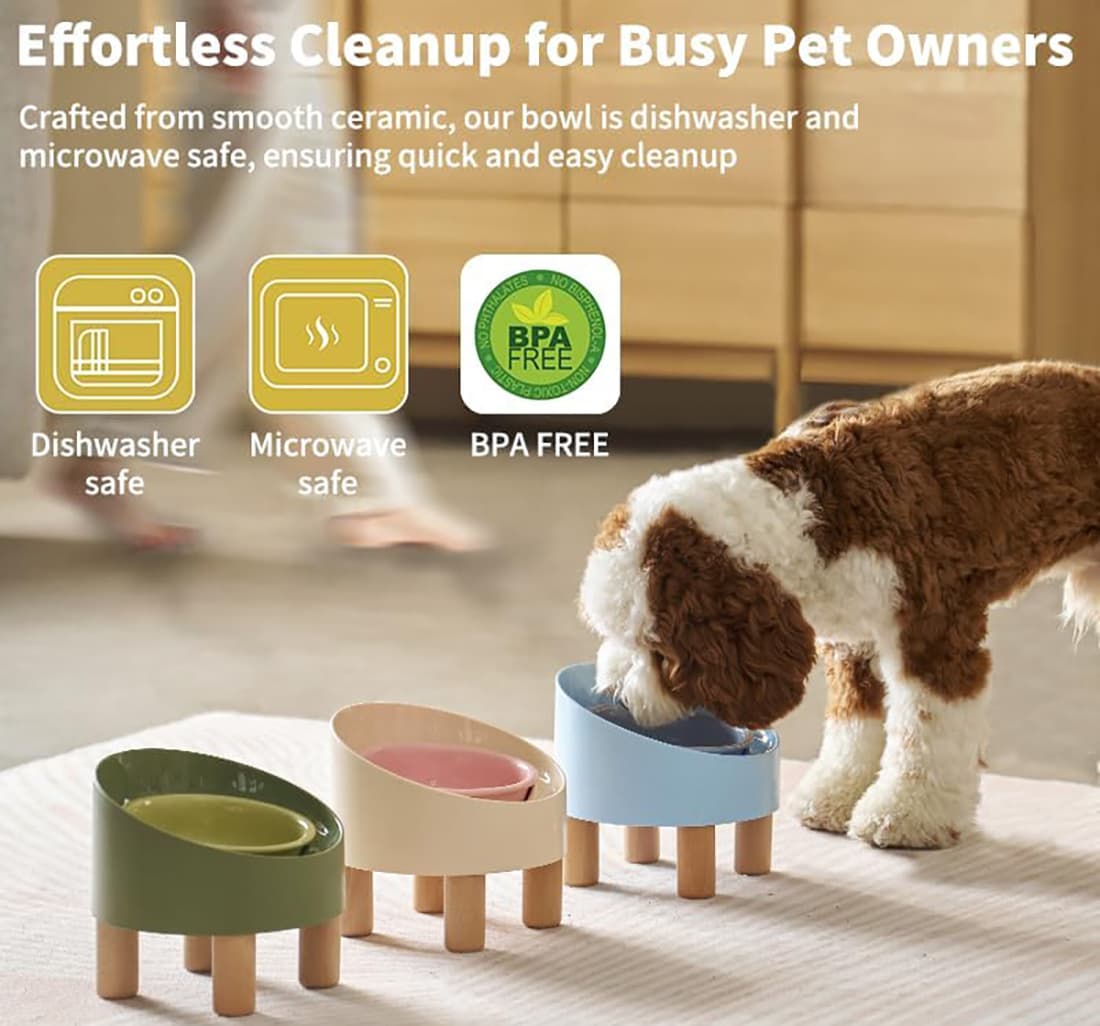 Effortless Cleanup for Busy Pet Owners
Crafted from smooth ceramic, our bowl is dishwasher and
microwave safe, ensuring quick and easy cleanup
NO PHTHALATES * NO BISPHENOL-A * NON-TOXIC PLASTIC *
BPA
FREE
Dishwasher
safe
Microwave
safe
BPA FREE